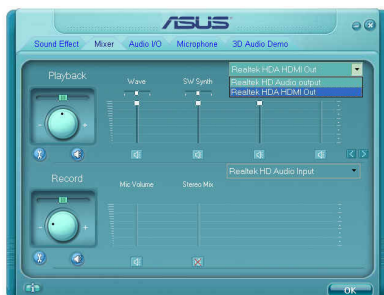 ASUS
Sound Effect Mixer Audio I/O Microphone 3D Audio Demo
Playback
Realtek HDA HDMI Out
Realtek HD Audio output
Realtek HDA HDMI Out
Wave SW Synth
Record
Realtek HD Audio Input
Mic Volume Stereo Mix
OK